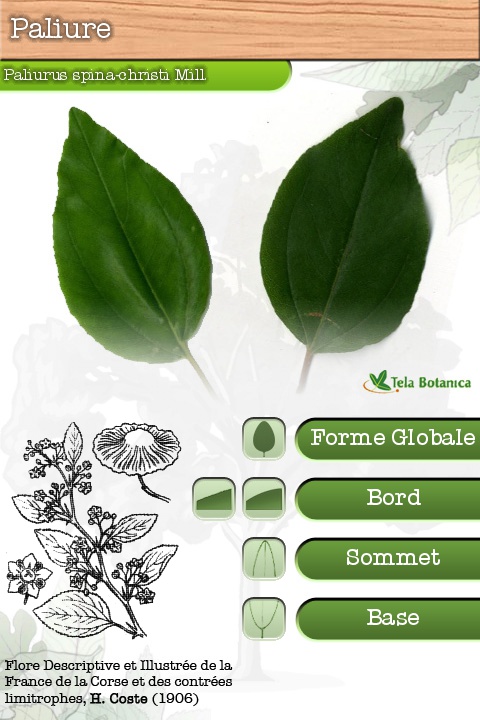 Paliure
Paliurus spina-christi Mill.
Tela Botanica
Forme Globale
Bord
Sommet
Base
Flore Descriptive et Illustrée de la
France de la Corse et des contrées
limitrophes, H. Coste (1906)